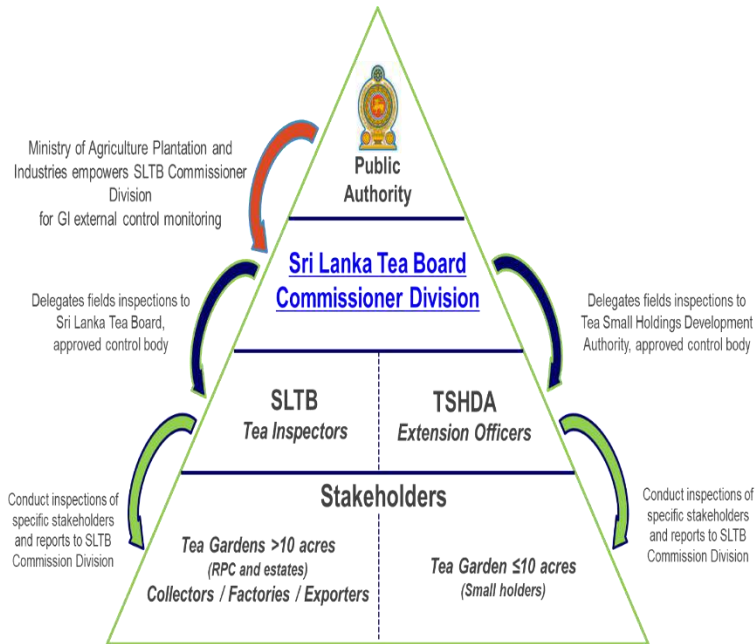 Public
Authority
Ministry of Agriculture Plantation and
Industries empowers SLTB Commissioner
Division
for GI external control monitoring
Sri Lanka Tea Board
Commissioner Division
Delegates fields inspections to
Sri Lanka Tea Board,
approved control body
Delegates fields inspections to
Tea Small Holdings Development
Authority, approved control body
SLTB
Tea Inspectors
TSHDA
Extension Officers
Conduct inspections of
specific stakeholders
and reports to SLTB
Commission Division
Stakeholders
Tea Gardens >10 acres
(RPC and estates)
Collectors / Factories / Exporters
Tea Garden ≤10 acres
(Small holders)
Conduct inspections of
specific stakeholders
and reports to SLTB
Commission Division